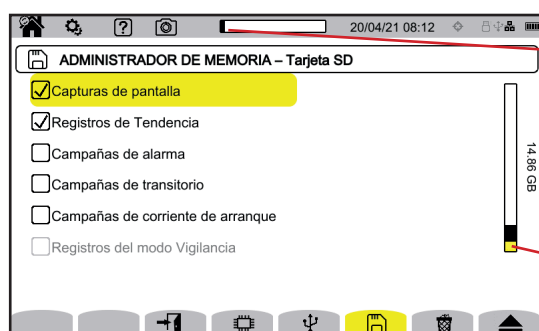 20/04/21 08:12
ADMINISTRADOR DE MEMORIA – Tarjeta SD
Capturas de pantalla
Registros de Tendencia
Campañas de alarma
Campañas de transitorio
Campañas de corriente de arranque
Registros del modo Vigilancia
14.86 GB